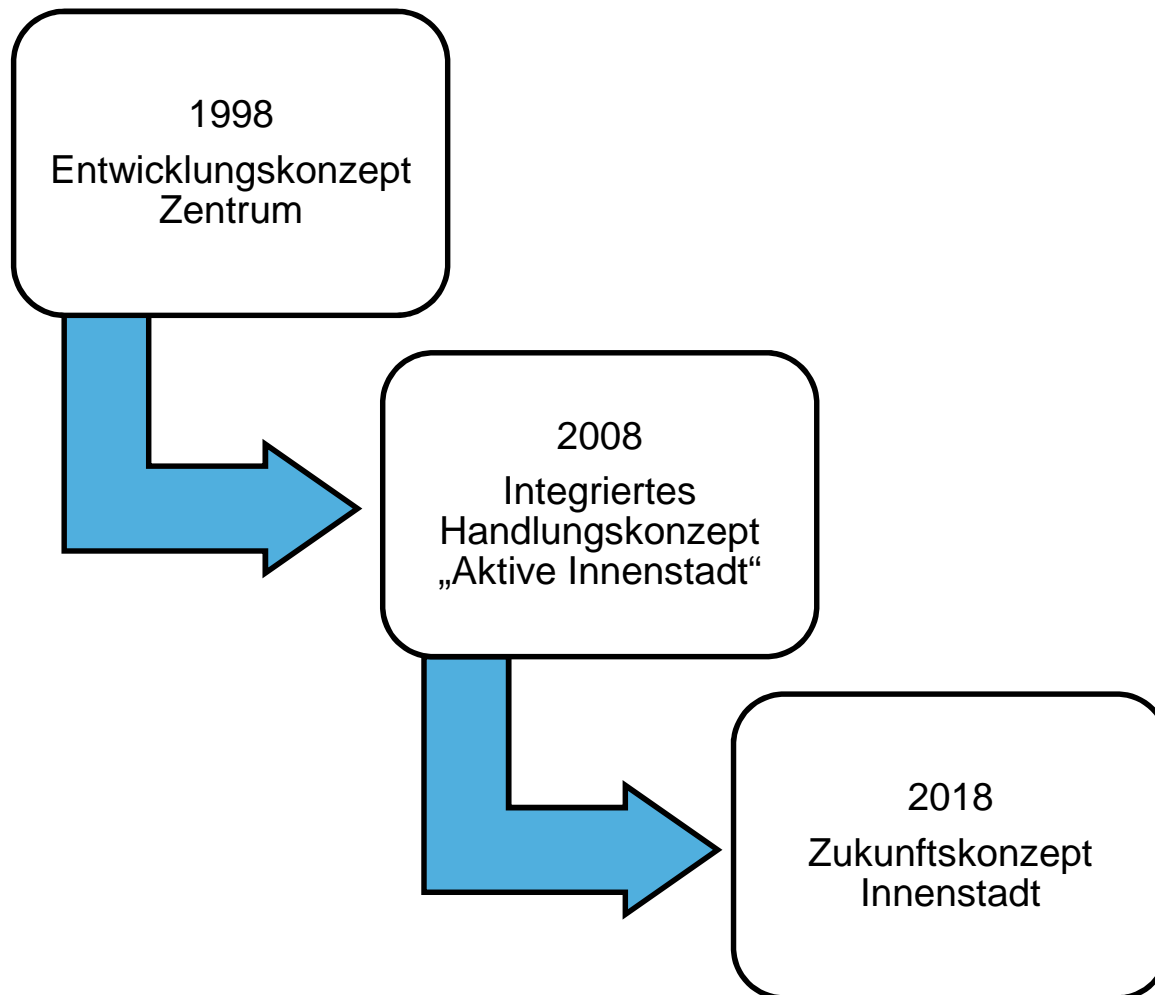 1998
Entwicklungskonzept
Zentrum
2008
Integriertes
Handlungskonzept
„Aktive Innenstadt“
2018
Zukunftskonzept
Innenstadt